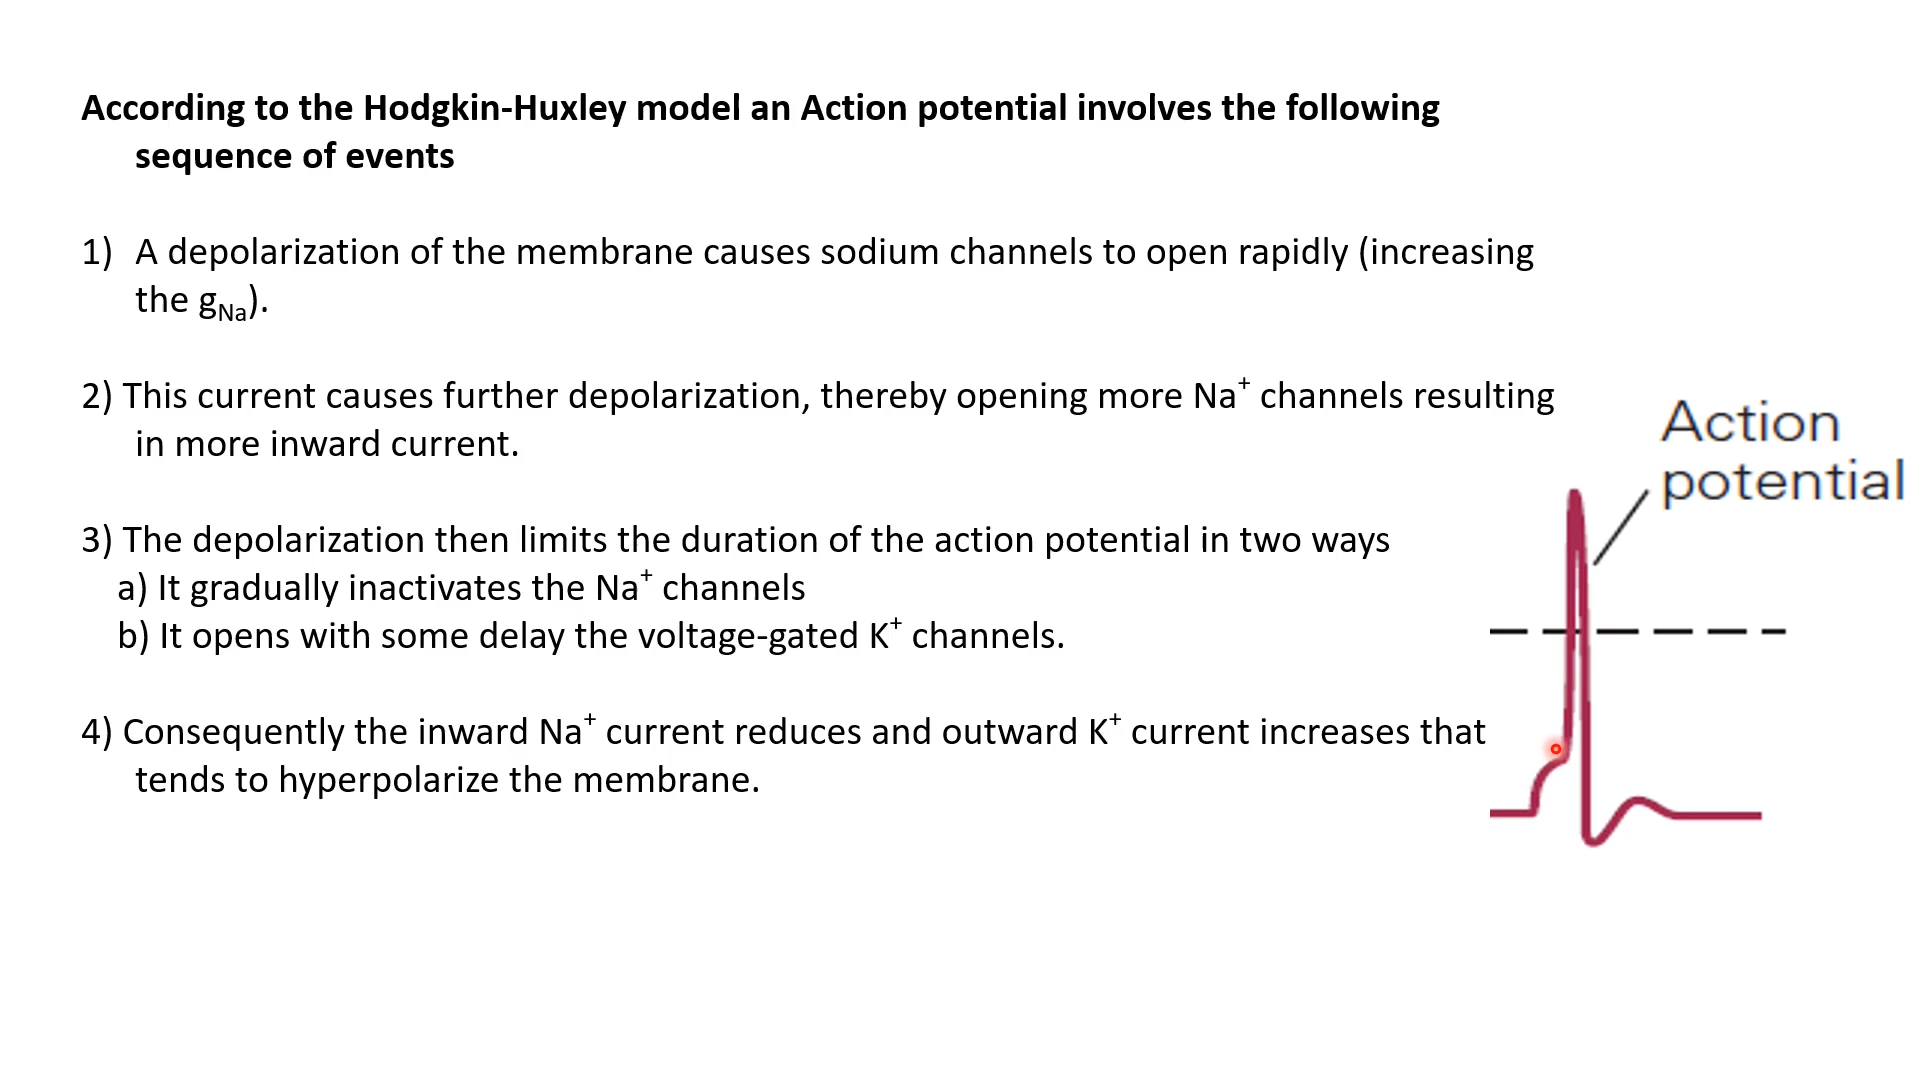 According to the Hodgkin-Huxley model an Action potential involves the following
sequence of events
1) A depolarization of the membrane causes sodium channels to open rapidly (increasing
the gNa).
2) This current causes further depolarization, thereby opening more Na⁺ channels resulting
in more inward current.
3) The depolarization then limits the duration of the action potential in two ways
a) It gradually inactivates the Na⁺ channels
b) It opens with some delay the voltage-gated K⁺ channels.
4) Consequently the inward Na⁺ current reduces and outward K⁺ current increases that
tends to hyperpolarize the membrane.
Action
potential